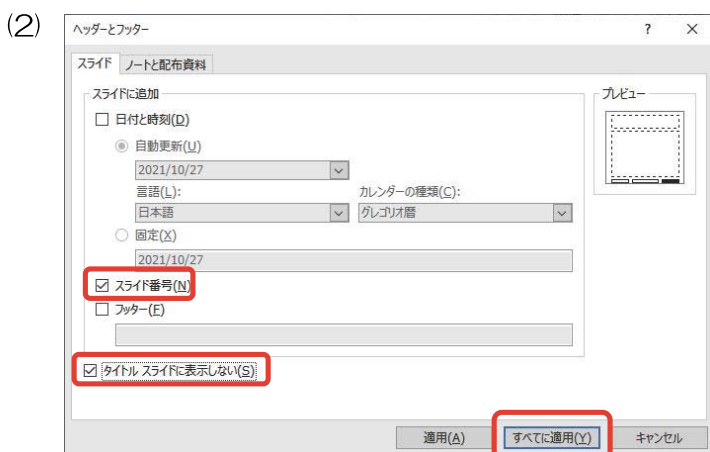 (2)
ヘッダーとフッター ? ×
スライド ノートと配布資料
スライドに追加 プレビュー
日付と時刻(D)
自動更新(U)
2021/10/27
言語(L): カレンダーの種類(C):
日本語 グレゴリオ暦
固定(X)
2021/10/27
スライド番号(N)
フッター(F)
タイトル スライドに表示しない(S)
適用(A) すべてに適用(Y) キャンセル